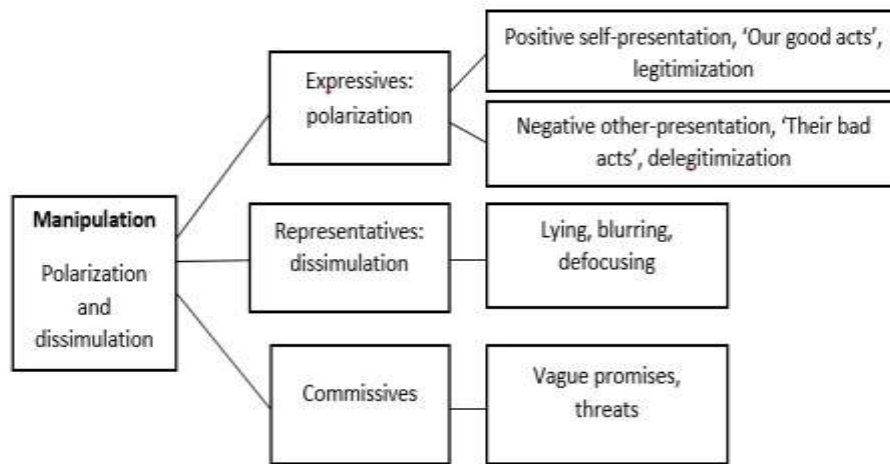 Positive self-presentation, ‘Our good acts’,
legitimization
Expressives:
polarization
Negative other-presentation, ‘Their bad
acts’, delegitimization
Manipulation
Polarization
and
dissimulation
Representatives:
dissimulation
Lying, blurring,
defocusing
Commissives
Vague promises,
threats